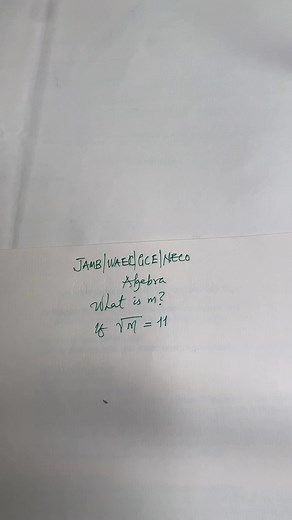 JAMB|WAEC|GCE|NECO
Algebra
What is m?
If √m = 11